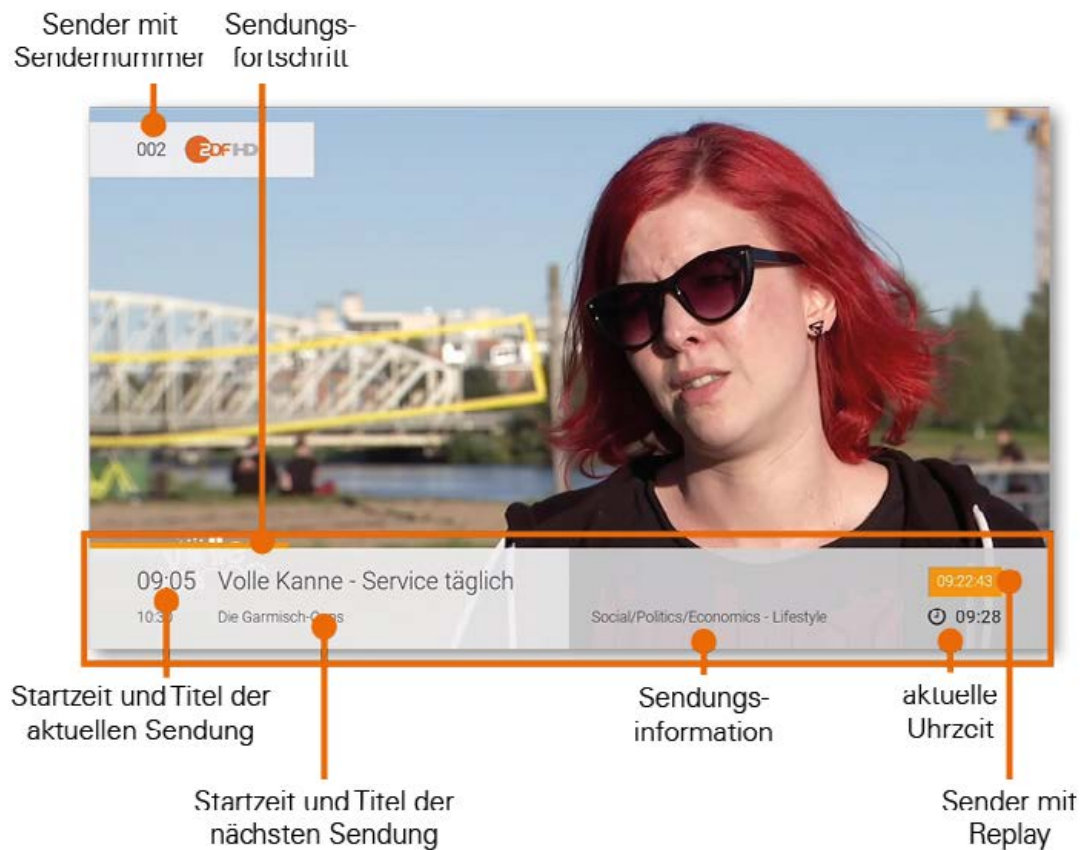 Sender mit
Sendernummer
Sendungs-
fortschritt
002 ZDF HD
09:05 Volle Kanne - Service täglich
09:22:43
10:30 Die Garmisch-Cops
Social/Politics/Economics - Lifestyle
09:28
Startzeit und Titel der
aktuellen Sendung
Sendungs-
information
aktuelle
Uhrzeit
Startzeit und Titel der
nächsten Sendung
Sender mit
Replay